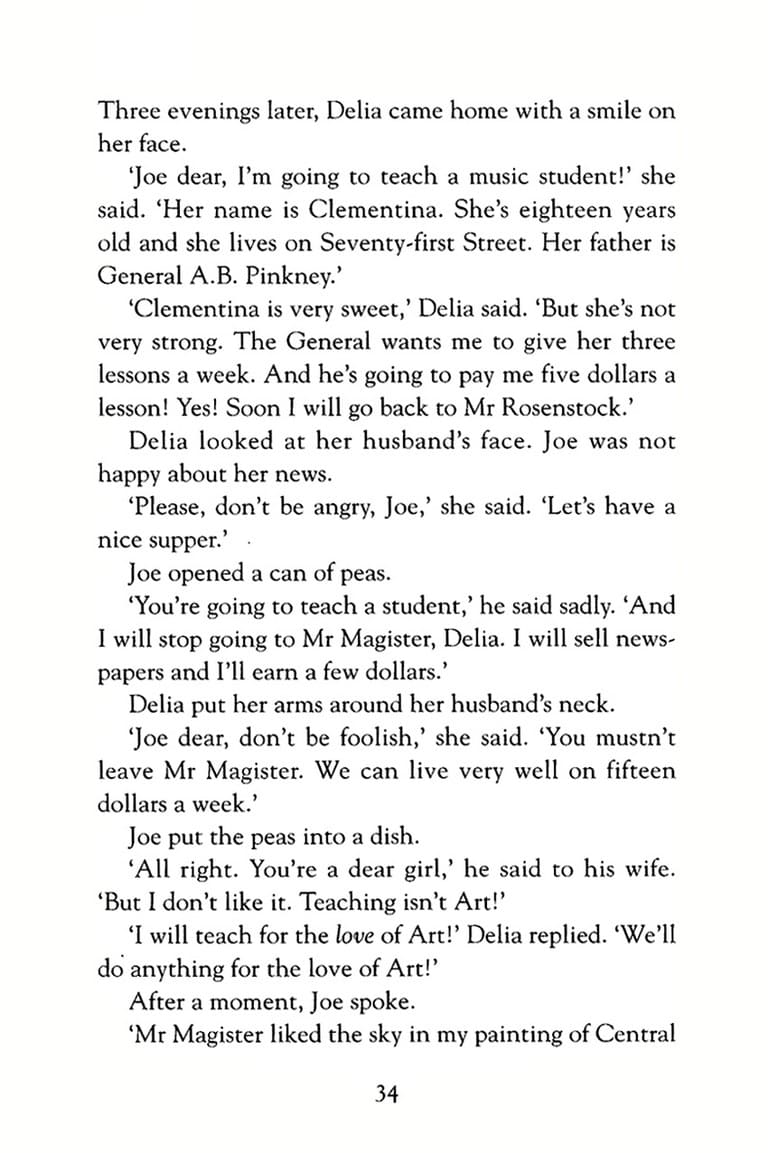 Three evenings later, Delia came home with a smile on
her face.
‘Joe dear, I’m going to teach a music student!’ she
said. ‘Her name is Clementina. She’s eighteen years
old and she lives on Seventy-first Street. Her father is
General A.B. Pinkney.’
‘Clementina is very sweet,’ Delia said. ‘But she’s not
very strong. The General wants me to give her three
lessons a week. And he’s going to pay me five dollars a
lesson! Yes! Soon I will go back to Mr Rosenstock.’
Delia looked at her husband’s face. Joe was not
happy about her news.
‘Please, don’t be angry, Joe,’ she said. ‘Let’s have a
nice supper.’
Joe opened a can of peas.
‘You’re going to teach a student,’ he said sadly. ‘And
I will stop going to Mr Magister, Delia. I will sell news-
papers and I’ll earn a few dollars.’
Delia put her arms around her husband’s neck.
‘Joe dear, don’t be foolish,’ she said. ‘You mustn’t
leave Mr Magister. We can live very well on fifteen
dollars a week.’
Joe put the peas into a dish.
‘All right. You’re a dear girl,’ he said to his wife.
‘But I don’t like it. Teaching isn’t Art!’
‘I will teach for the love of Art!’ Delia replied. ‘We’ll
do anything for the love of Art!’
After a moment, Joe spoke.
‘Mr Magister liked the sky in my painting of Central
34